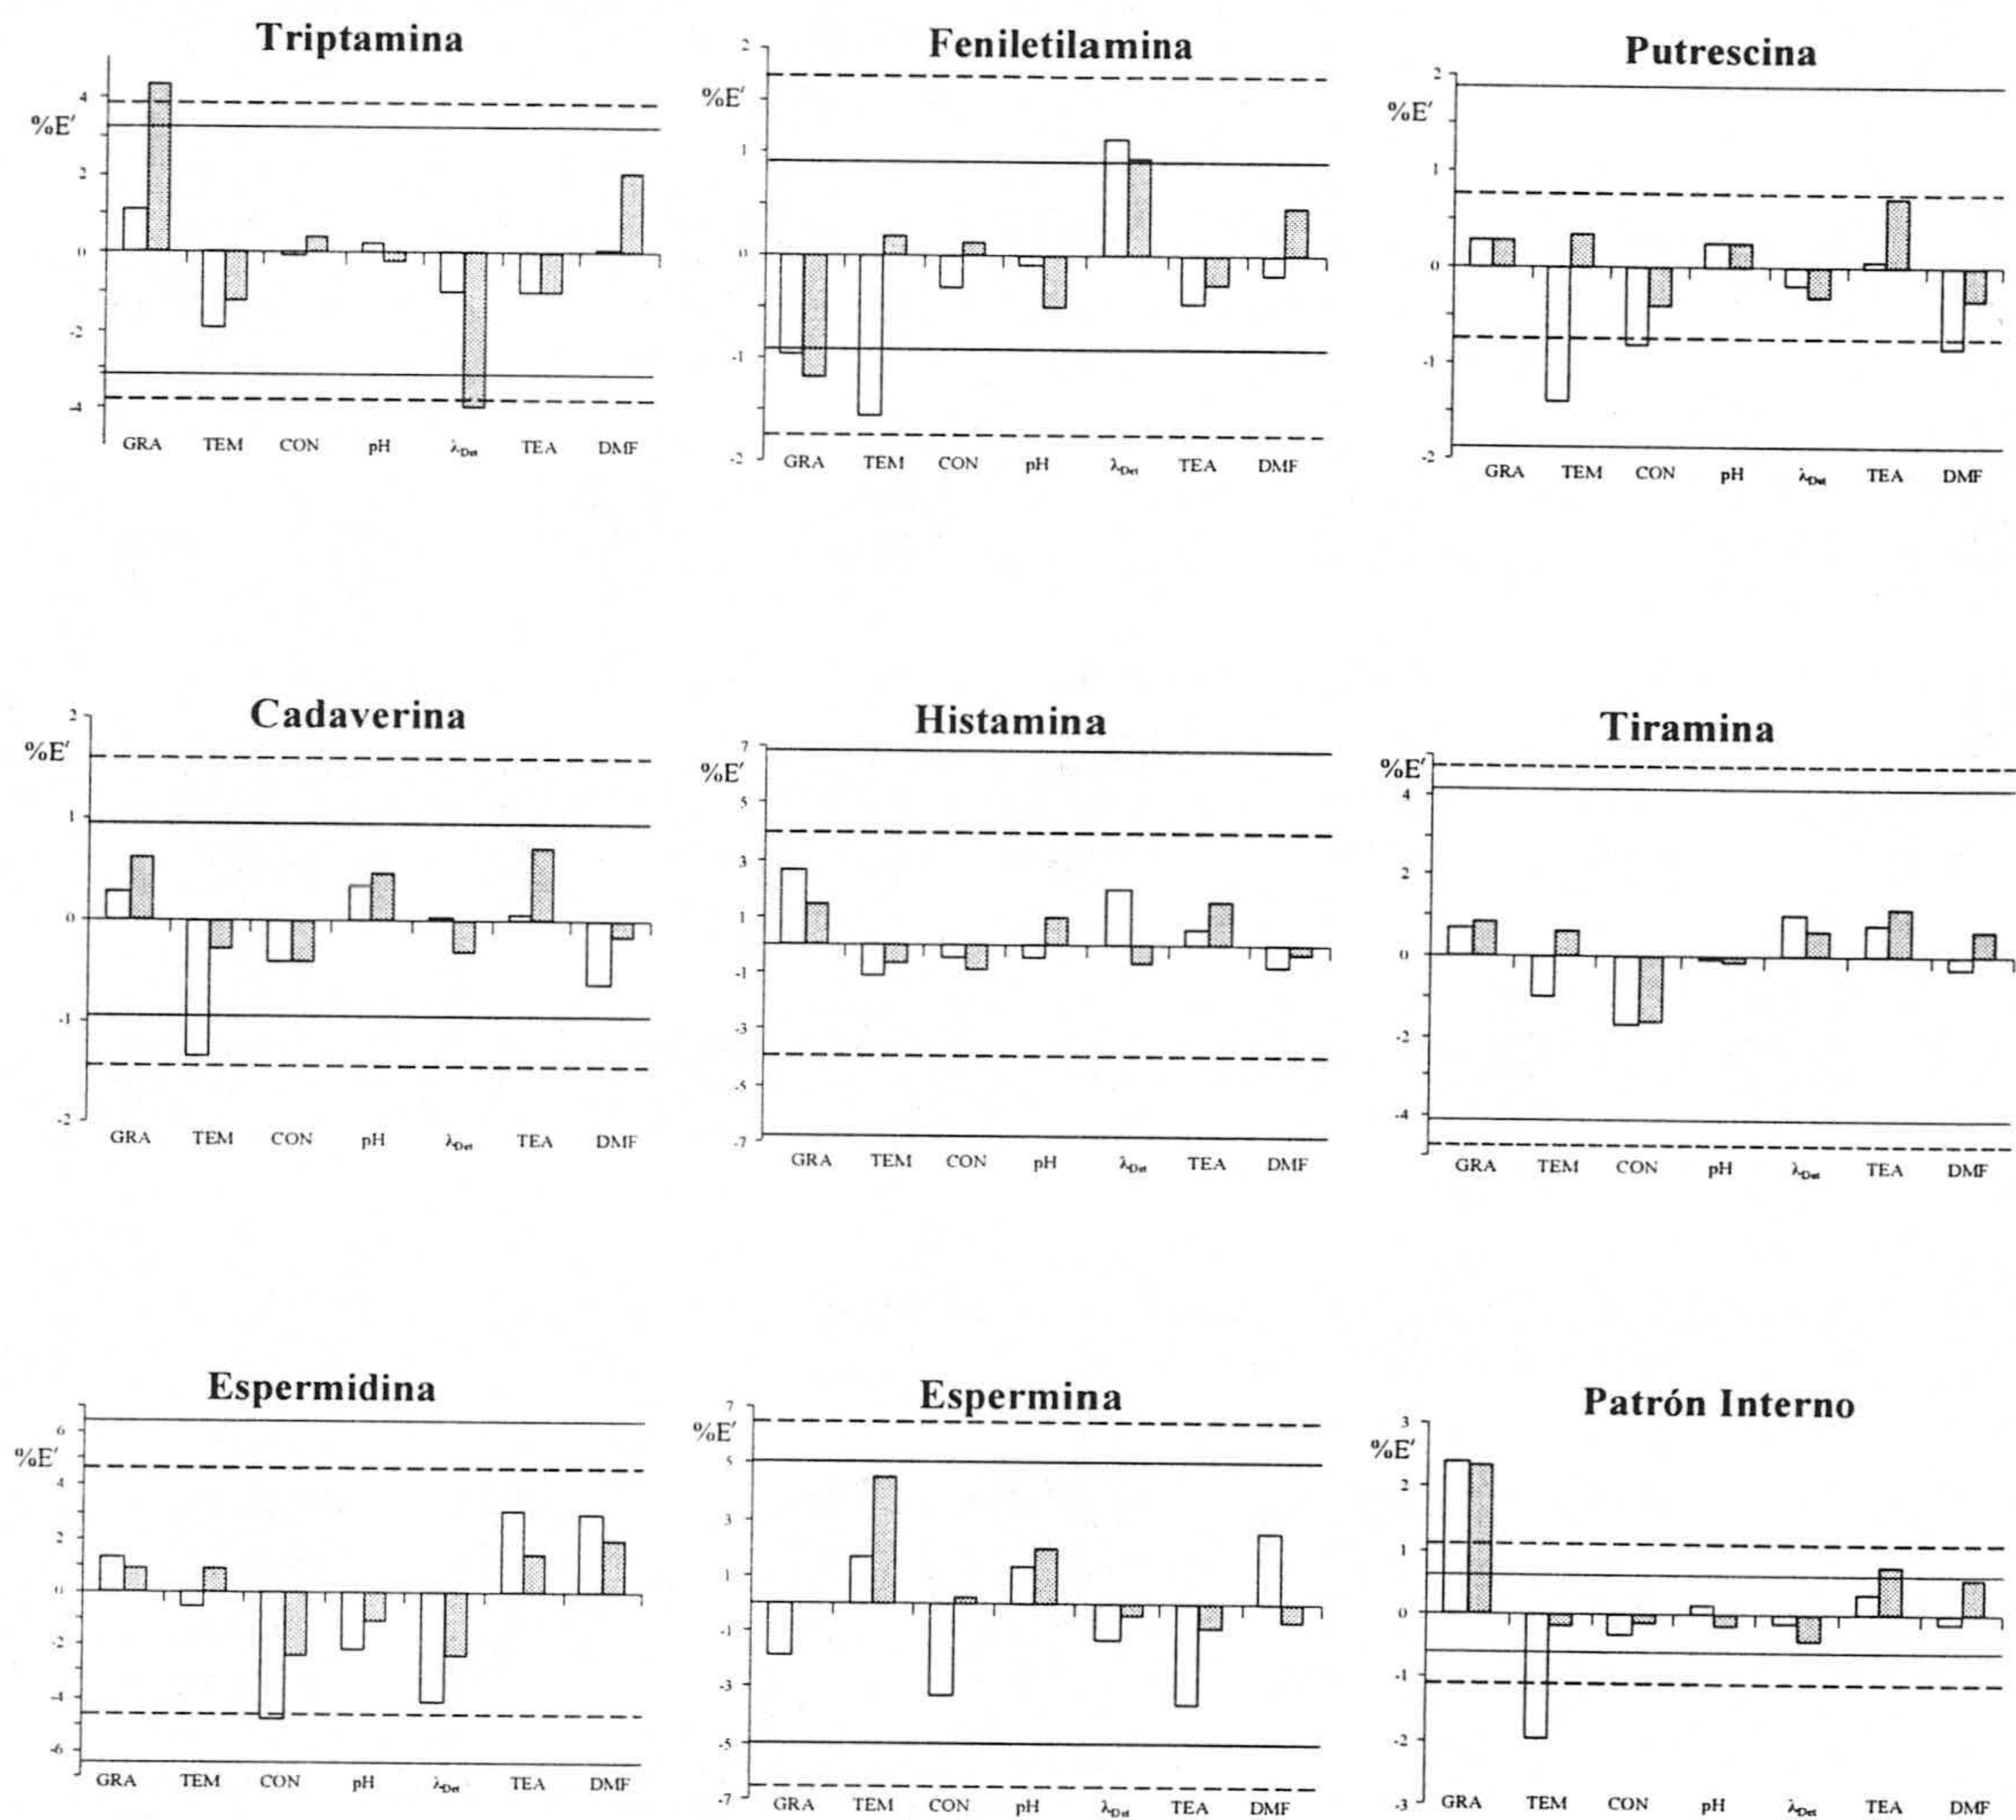 Triptamina
%E'
4
2
0
-2
-4
GRA TEM CON pH λDet TEA DMF
Feniletilamina
%E'
2
1
0
-1
-2
GRA TEM CON pH λDet TEA DMF
Putrescina
%E'
2
1
0
-1
-2
GRA TEM CON pH λDet TEA DMF
Cadaverina
%E'
2
1
0
-1
-2
GRA TEM CON pH λDet TEA DMF
Histamina
%E'
7
5
3
1
-1
-3
-5
-7
GRA TEM CON pH λDet TEA DMF
Tiramina
%E'
4
2
0
-2
-4
GRA TEM CON pH λDet TEA DMF
Espermidina
%E'
6
4
2
0
-2
-4
-6
GRA TEM CON pH λDet TEA DMF
Espermina
%E'
7
5
3
1
-1
-3
-5
-7
GRA TEM CON pH λDet TEA DMF
Patrón Interno
%E'
3
2
1
0
-1
-2
-3
GRA TEM CON pH λDet TEA DMF